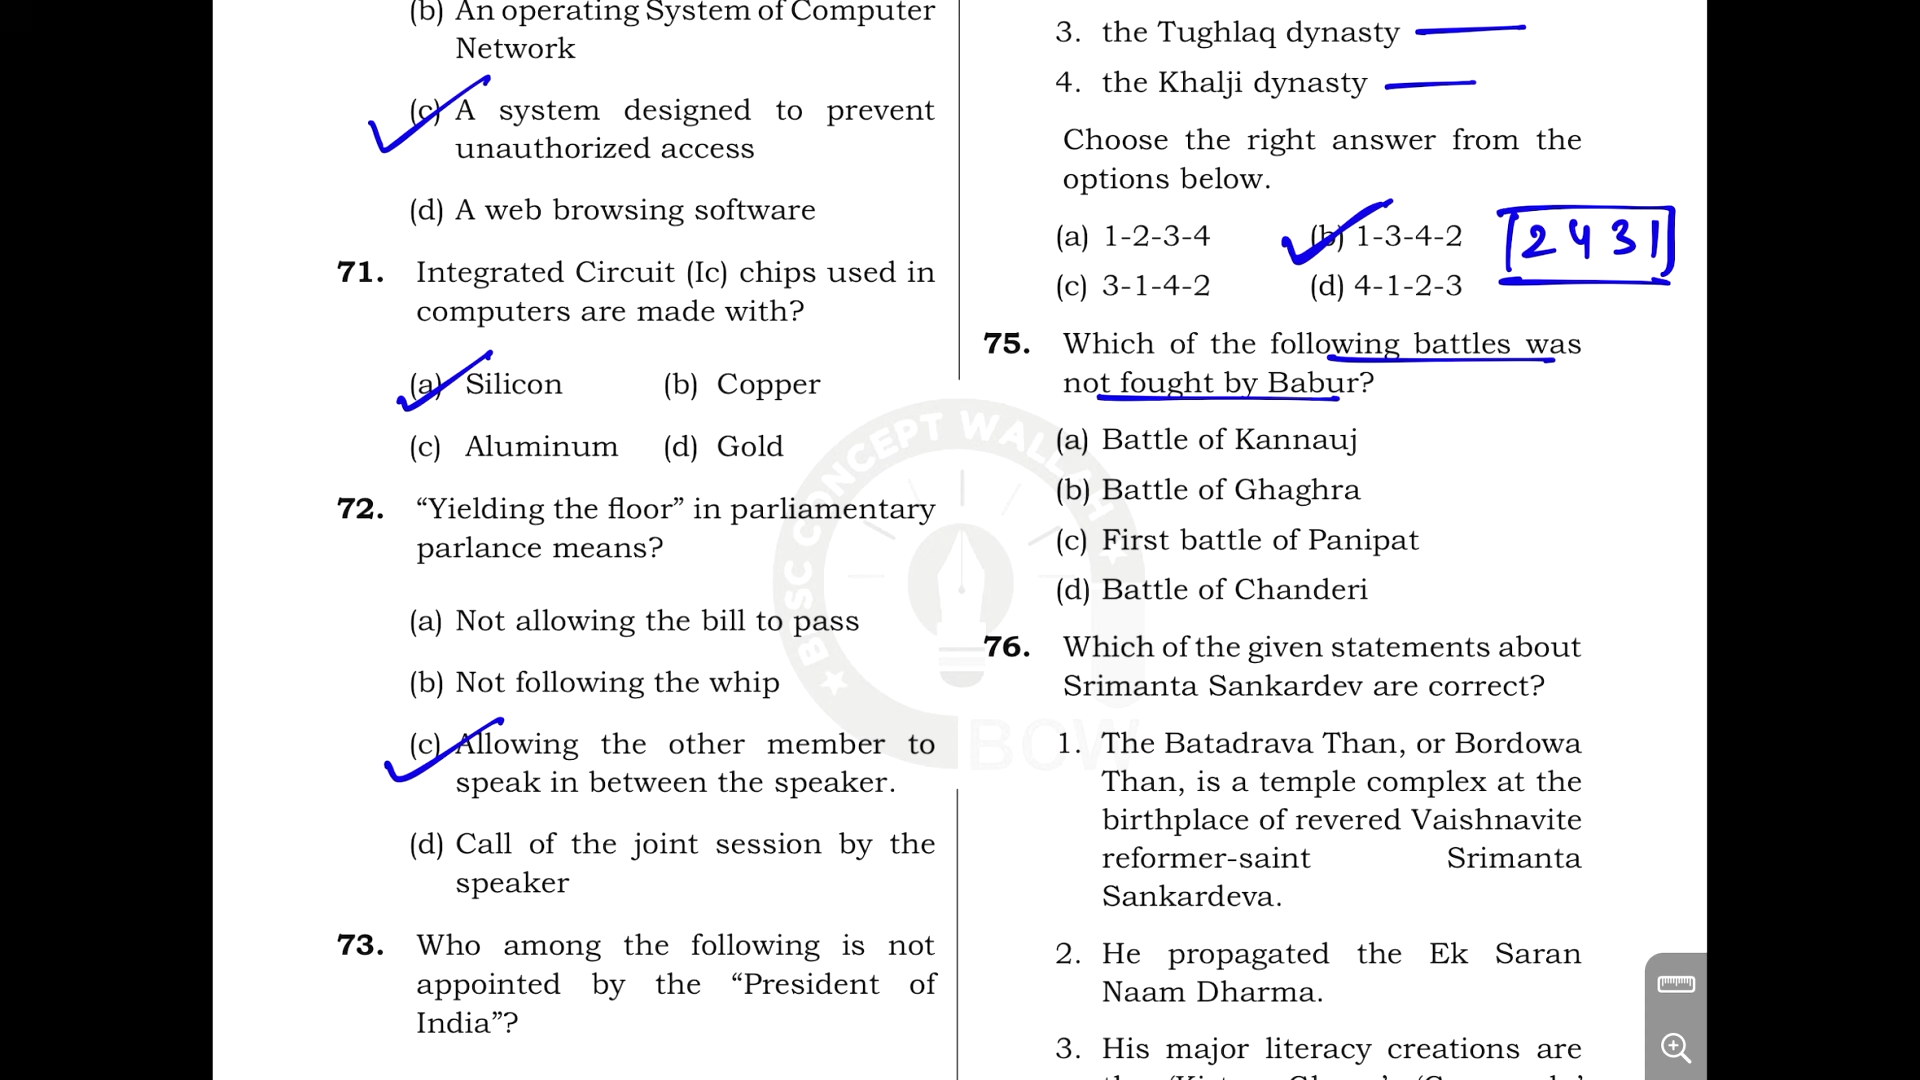 (b) An operating System of Computer
Network
(c) A system designed to prevent
unauthorized access
(d) A web browsing software
71. Integrated Circuit (Ic) chips used in
computers are made with?
(a) Silicon (b) Copper
(c) Aluminum (d) Gold
72. “Yielding the floor” in parliamentary
parlance means?
(a) Not allowing the bill to pass
(b) Not following the whip
(c) Allowing the other member to
speak in between the speaker.
(d) Call of the joint session by the
speaker
73. Who among the following is not
appointed by the “President of
India”?
3. the Tughlaq dynasty
4. the Khalji dynasty
Choose the right answer from the
options below.
(a) 1-2-3-4 (b) 1-3-4-2
2 4 3 1
(c) 3-1-4-2 (d) 4-1-2-3
75. Which of the following battles was
not fought by Babur?
(a) Battle of Kannauj
(b) Battle of Ghaghra
(c) First battle of Panipat
(d) Battle of Chanderi
76. Which of the given statements about
Srimanta Sankardev are correct?
1. The Batadrava Than, or Bordowa
Than, is a temple complex at the
birthplace of revered Vaishnavite
reformer-saint Srimanta
Sankardeva.
2. He propagated the Ek Saran
Naam Dharma.
3. His major literacy creations are
BPSC CONCEPT WALLAH
BCW